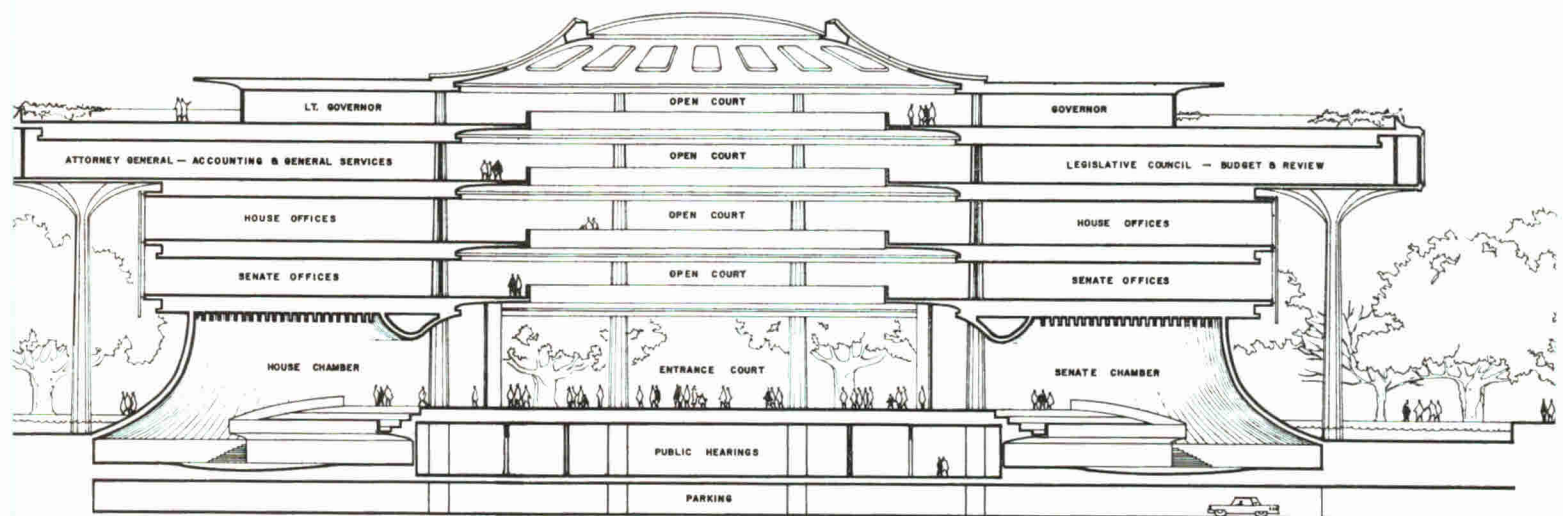 LT. GOVERNOR
OPEN COURT
GOVERNOR
ATTORNEY GENERAL — ACCOUNTING & GENERAL SERVICES
OPEN COURT
LEGISLATIVE COUNCIL — BUDGET & REVIEW
HOUSE OFFICES
OPEN COURT
HOUSE OFFICES
SENATE OFFICES
OPEN COURT
SENATE OFFICES
HOUSE CHAMBER
ENTRANCE COURT
SENATE CHAMBER
PUBLIC HEARINGS
PARKING